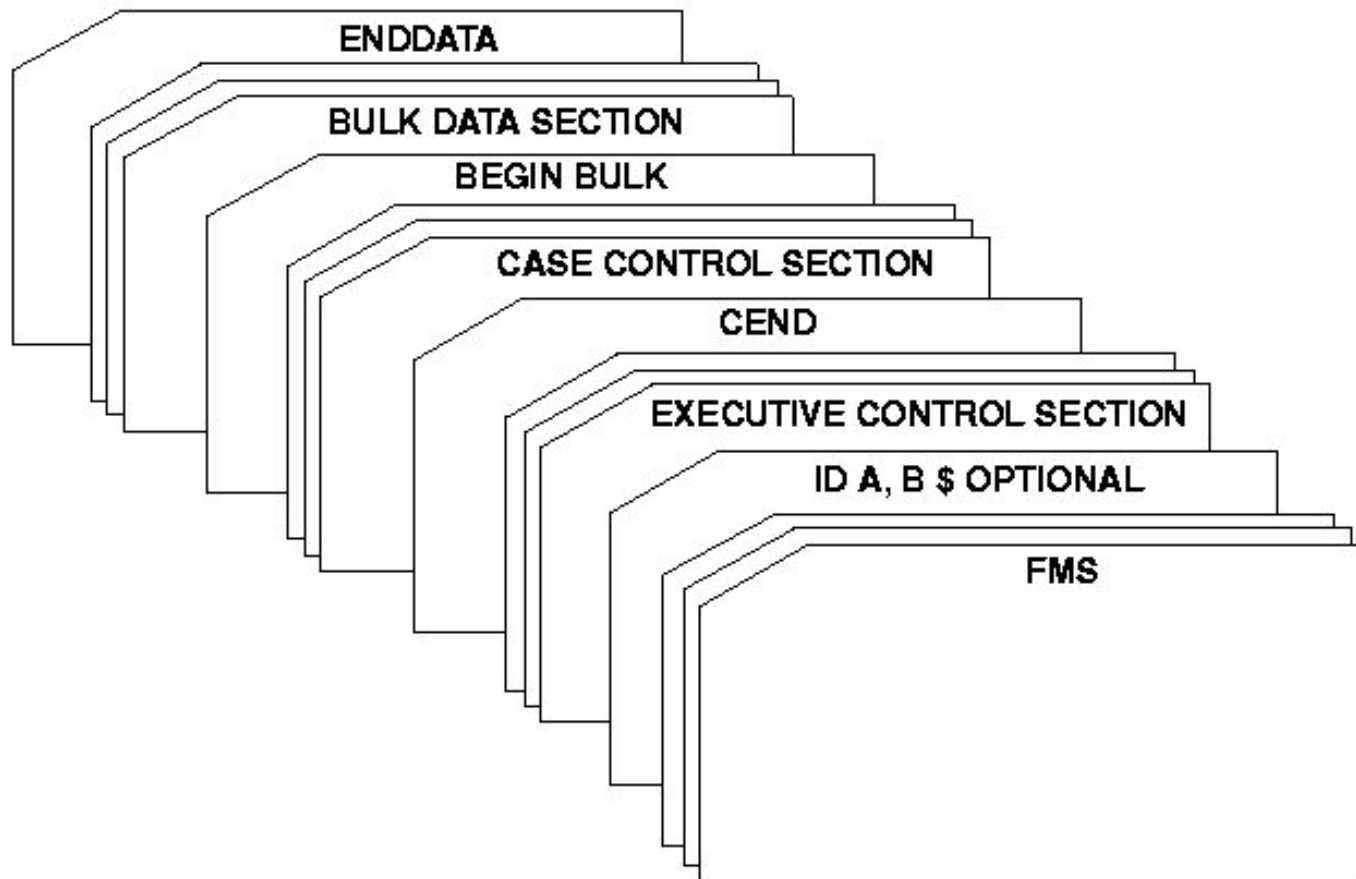 ENDDATA
BULK DATA SECTION
BEGIN BULK
CASE CONTROL SECTION
CEND
EXECUTIVE CONTROL SECTION
ID A, B $ OPTIONAL
FMS